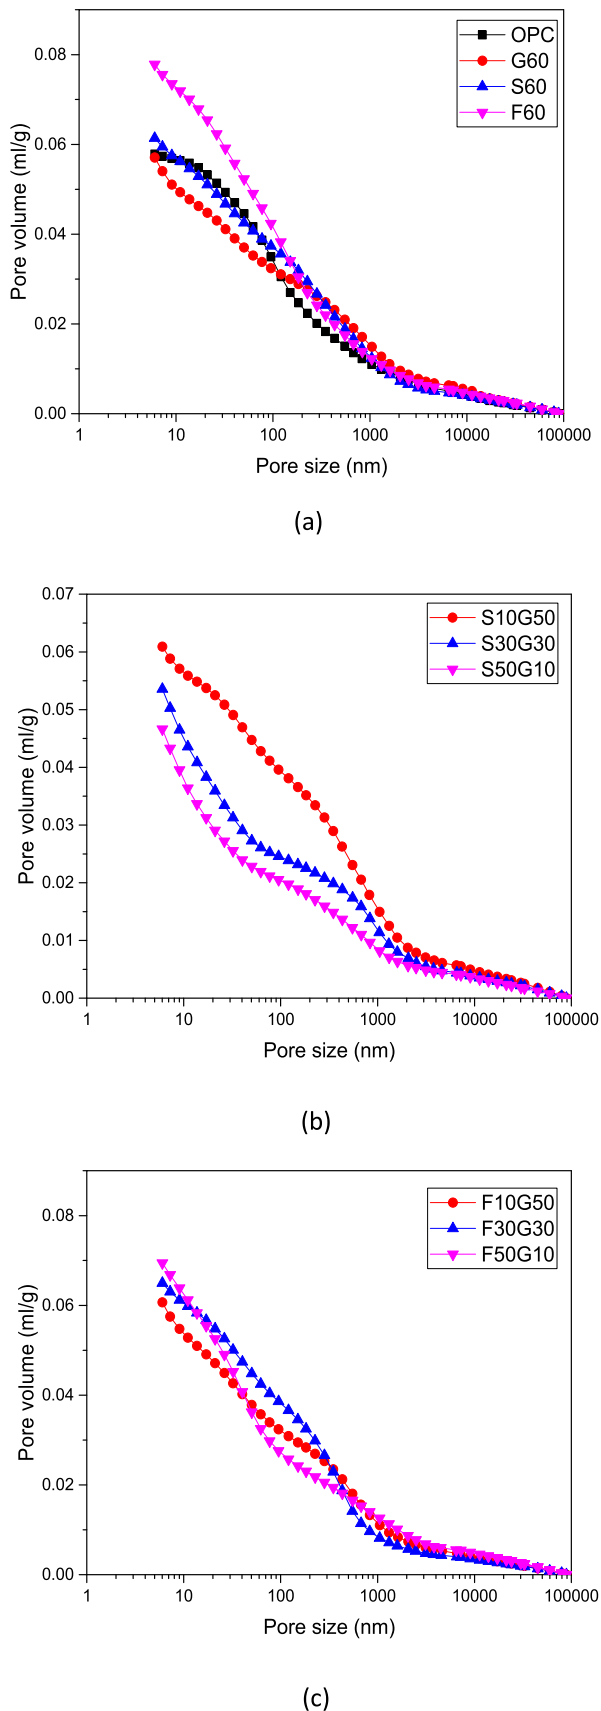 OPC
G60
S60
F60
0.08
0.06
0.04
0.02
0.00
Pore volume (ml/g)
1 10 100 1000 10000 100000
Pore size (nm)
(a)
S10G50
S30G30
S50G10
0.07
0.06
0.05
0.04
0.03
0.02
0.01
0.00
Pore volume (ml/g)
1 10 100 1000 10000 100000
Pore size (nm)
(b)
F10G50
F30G30
F50G10
0.08
0.06
0.04
0.02
0.00
Pore volume (ml/g)
1 10 100 1000 10000 100000
Pore size (nm)
(c)